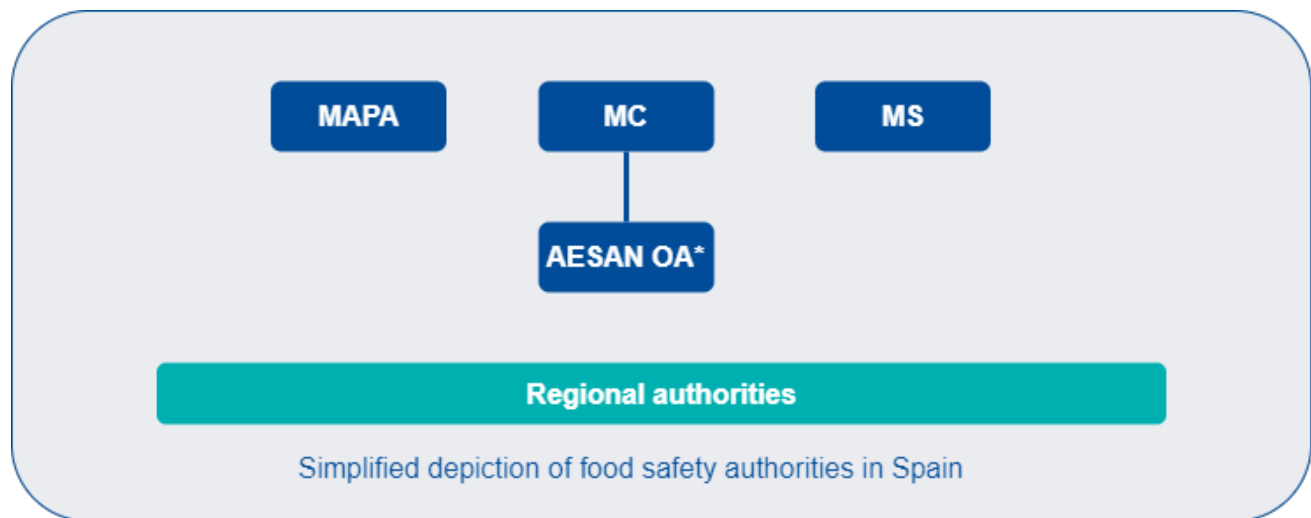 MAPA
MC
MS
AESAN OA*
Regional authorities
Simplified depiction of food safety authorities in Spain